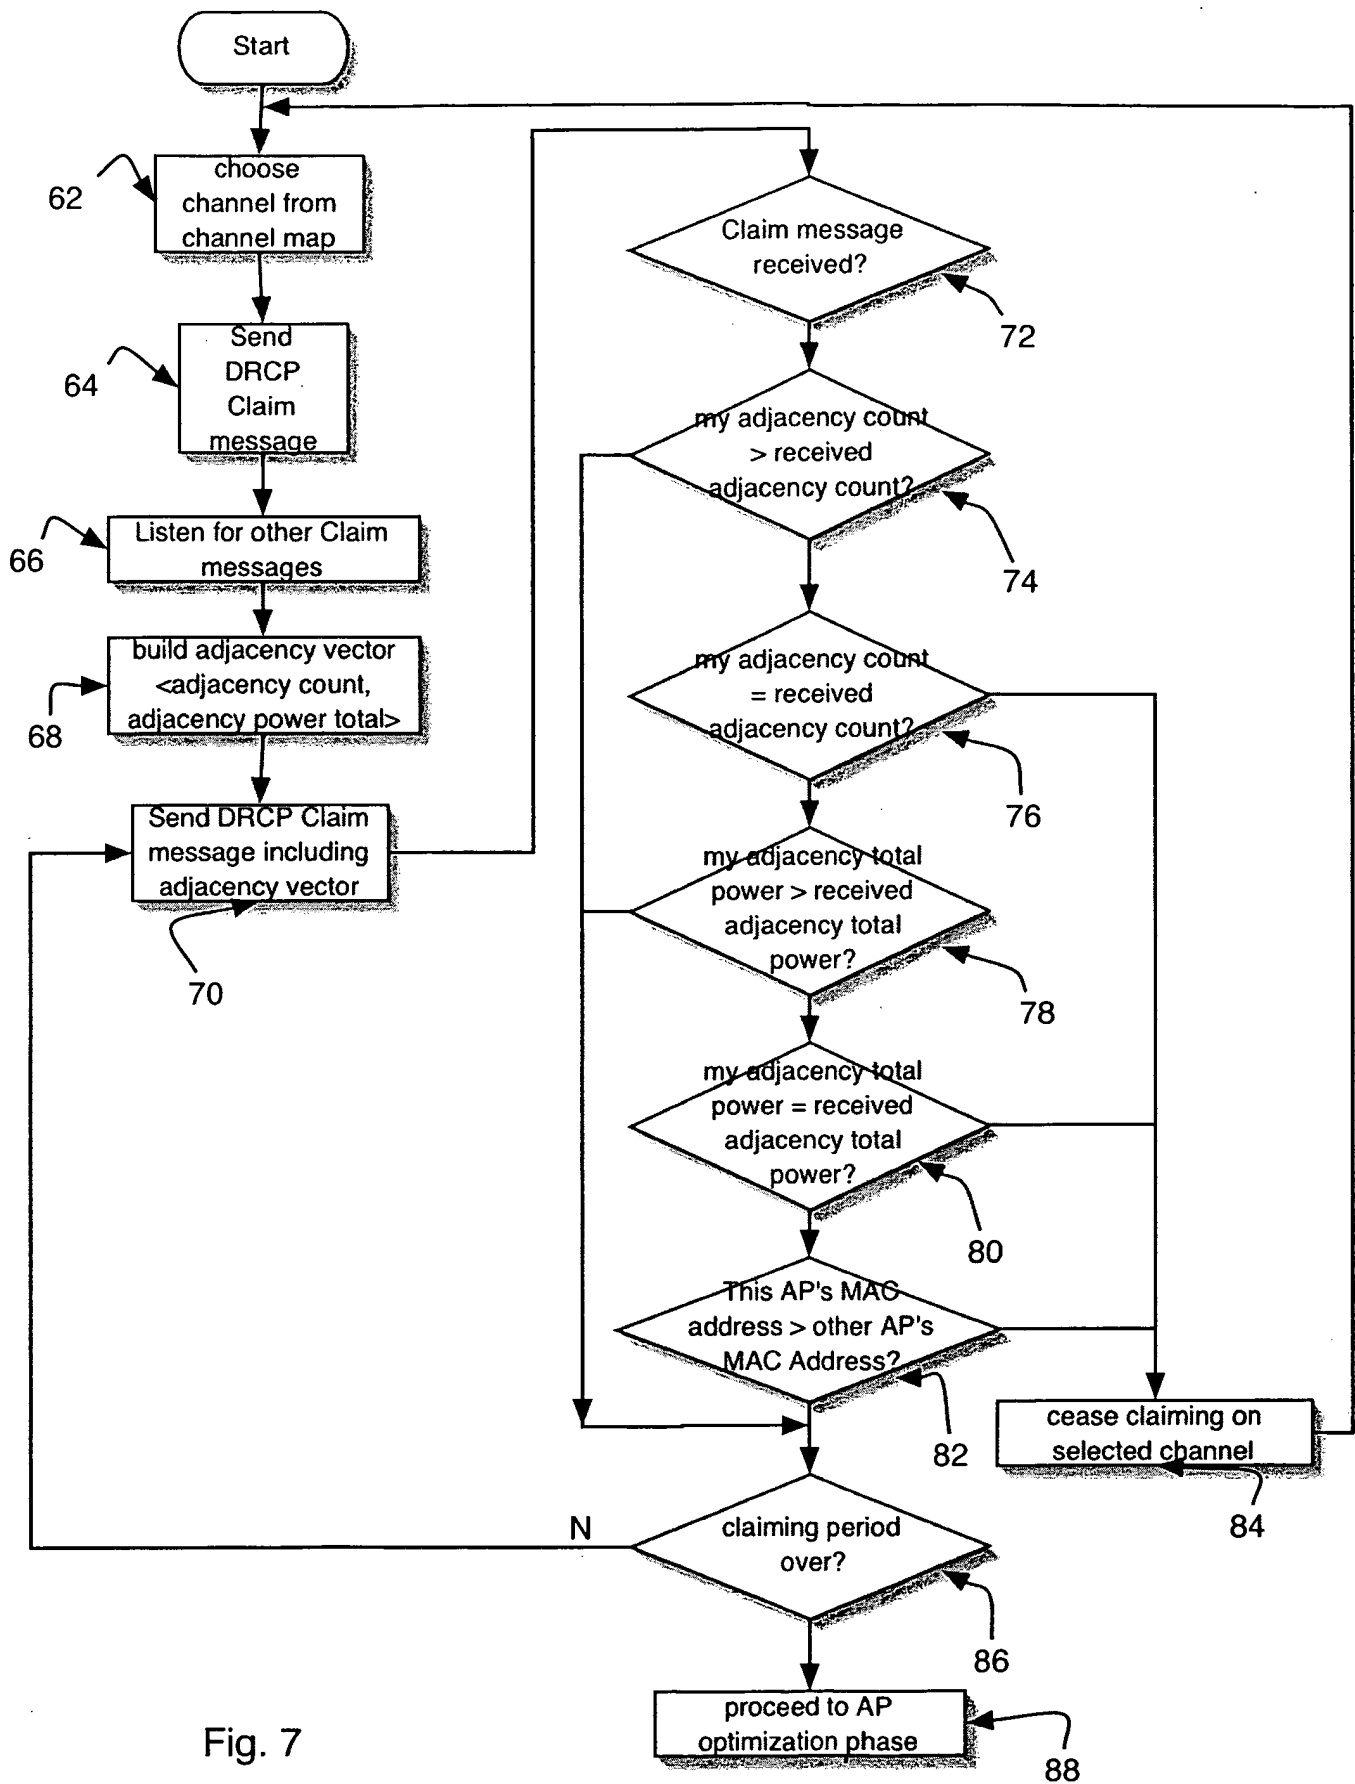 Start
62
choose
channel from
channel map
64
Send
DRCP
Claim
message
66
Listen for other Claim
messages
68
build adjacency vector
<adjacency count,
adjacency power total>
Send DRCP Claim
message including
adjacency vector
70
Claim message
received?
72
my adjacency count
> received
adjacency count?
74
my adjacency count
= received
adjacency count?
76
my adjacency total
power > received
adjacency total
power?
78
my adjacency total
power = received
adjacency total
power?
80
This AP's MAC
address > other AP's
MAC Address?
82
cease claiming on
selected channel
84
N
claiming period
over?
86
proceed to AP
optimization phase
88
Fig. 7